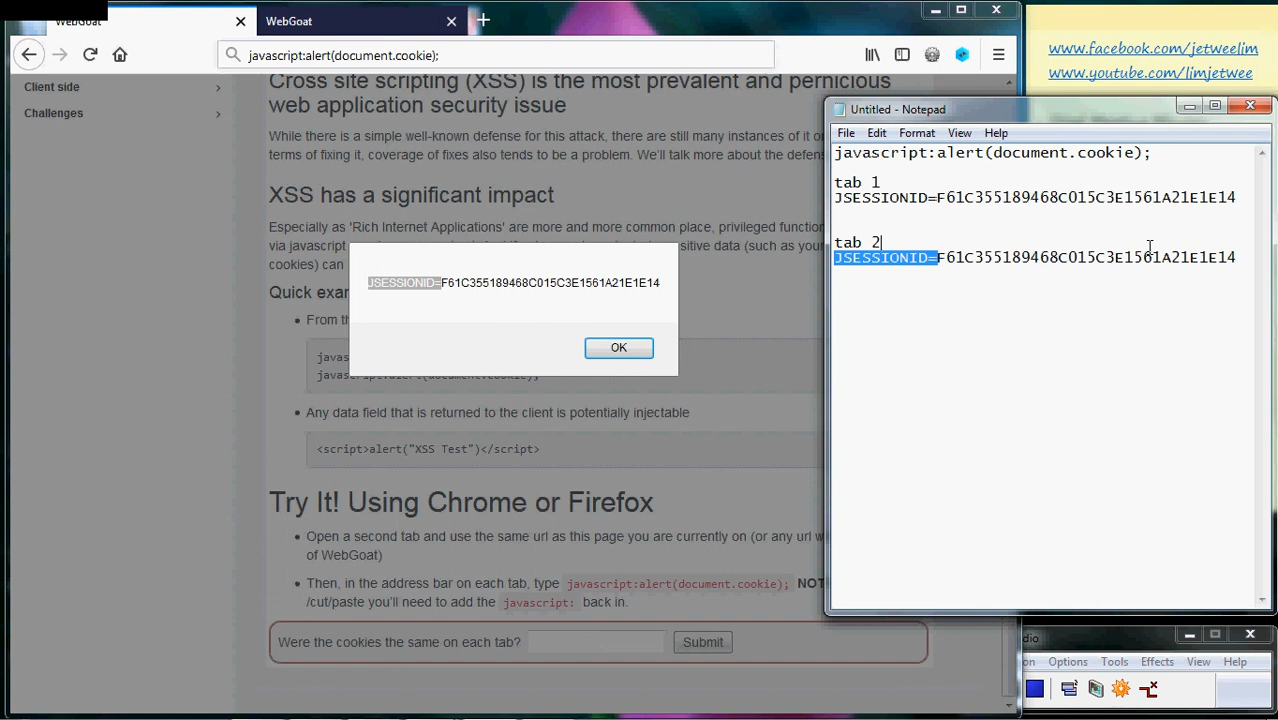 WebGoat
WebGoat
javascript:alert(document.cookie);
Client side
Challenges
Cross site scripting (XSS) is the most prevalent and pernicious
web application security issue
While there is a simple well-known defense for this attack, there are still many instances of it
terms of fixing it, coverage of fixes also tends to be a problem. We'll talk more about the
XSS has a significant impact
Especially as 'Rich Internet Applications' are more and more common place, privileged
via javascript
(such as
cookies) can
Quick
JSESSIONID=F61C355189468C015C3E1561A21E1E14
OK
• From
• Any data field that is returned to the client is potentially injectable
<script>alert("XSS Test")</script>
Try It! Using Chrome or Firefox
• Open a second tab and use the same url as this page you are currently on (or any url
of WebGoat)
• Then, in the address bar on each tab, type javascript:alert(document.cookie);
/cut/paste you'll need to add the javascript: back in.
Were the cookies the same on each tab?
Submit
www.facebook.com/jetweelim
www.youtube.com/limjetwee
Untitled - Notepad
File Edit Format View Help
javascript:alert(document.cookie);
tab 1
JSESSIONID=F61C355189468C015C3E1561A21E1E14
tab 2
JSESSIONID=F61C355189468C015C3E1561A21E1E14
Options Tools Effects View Help